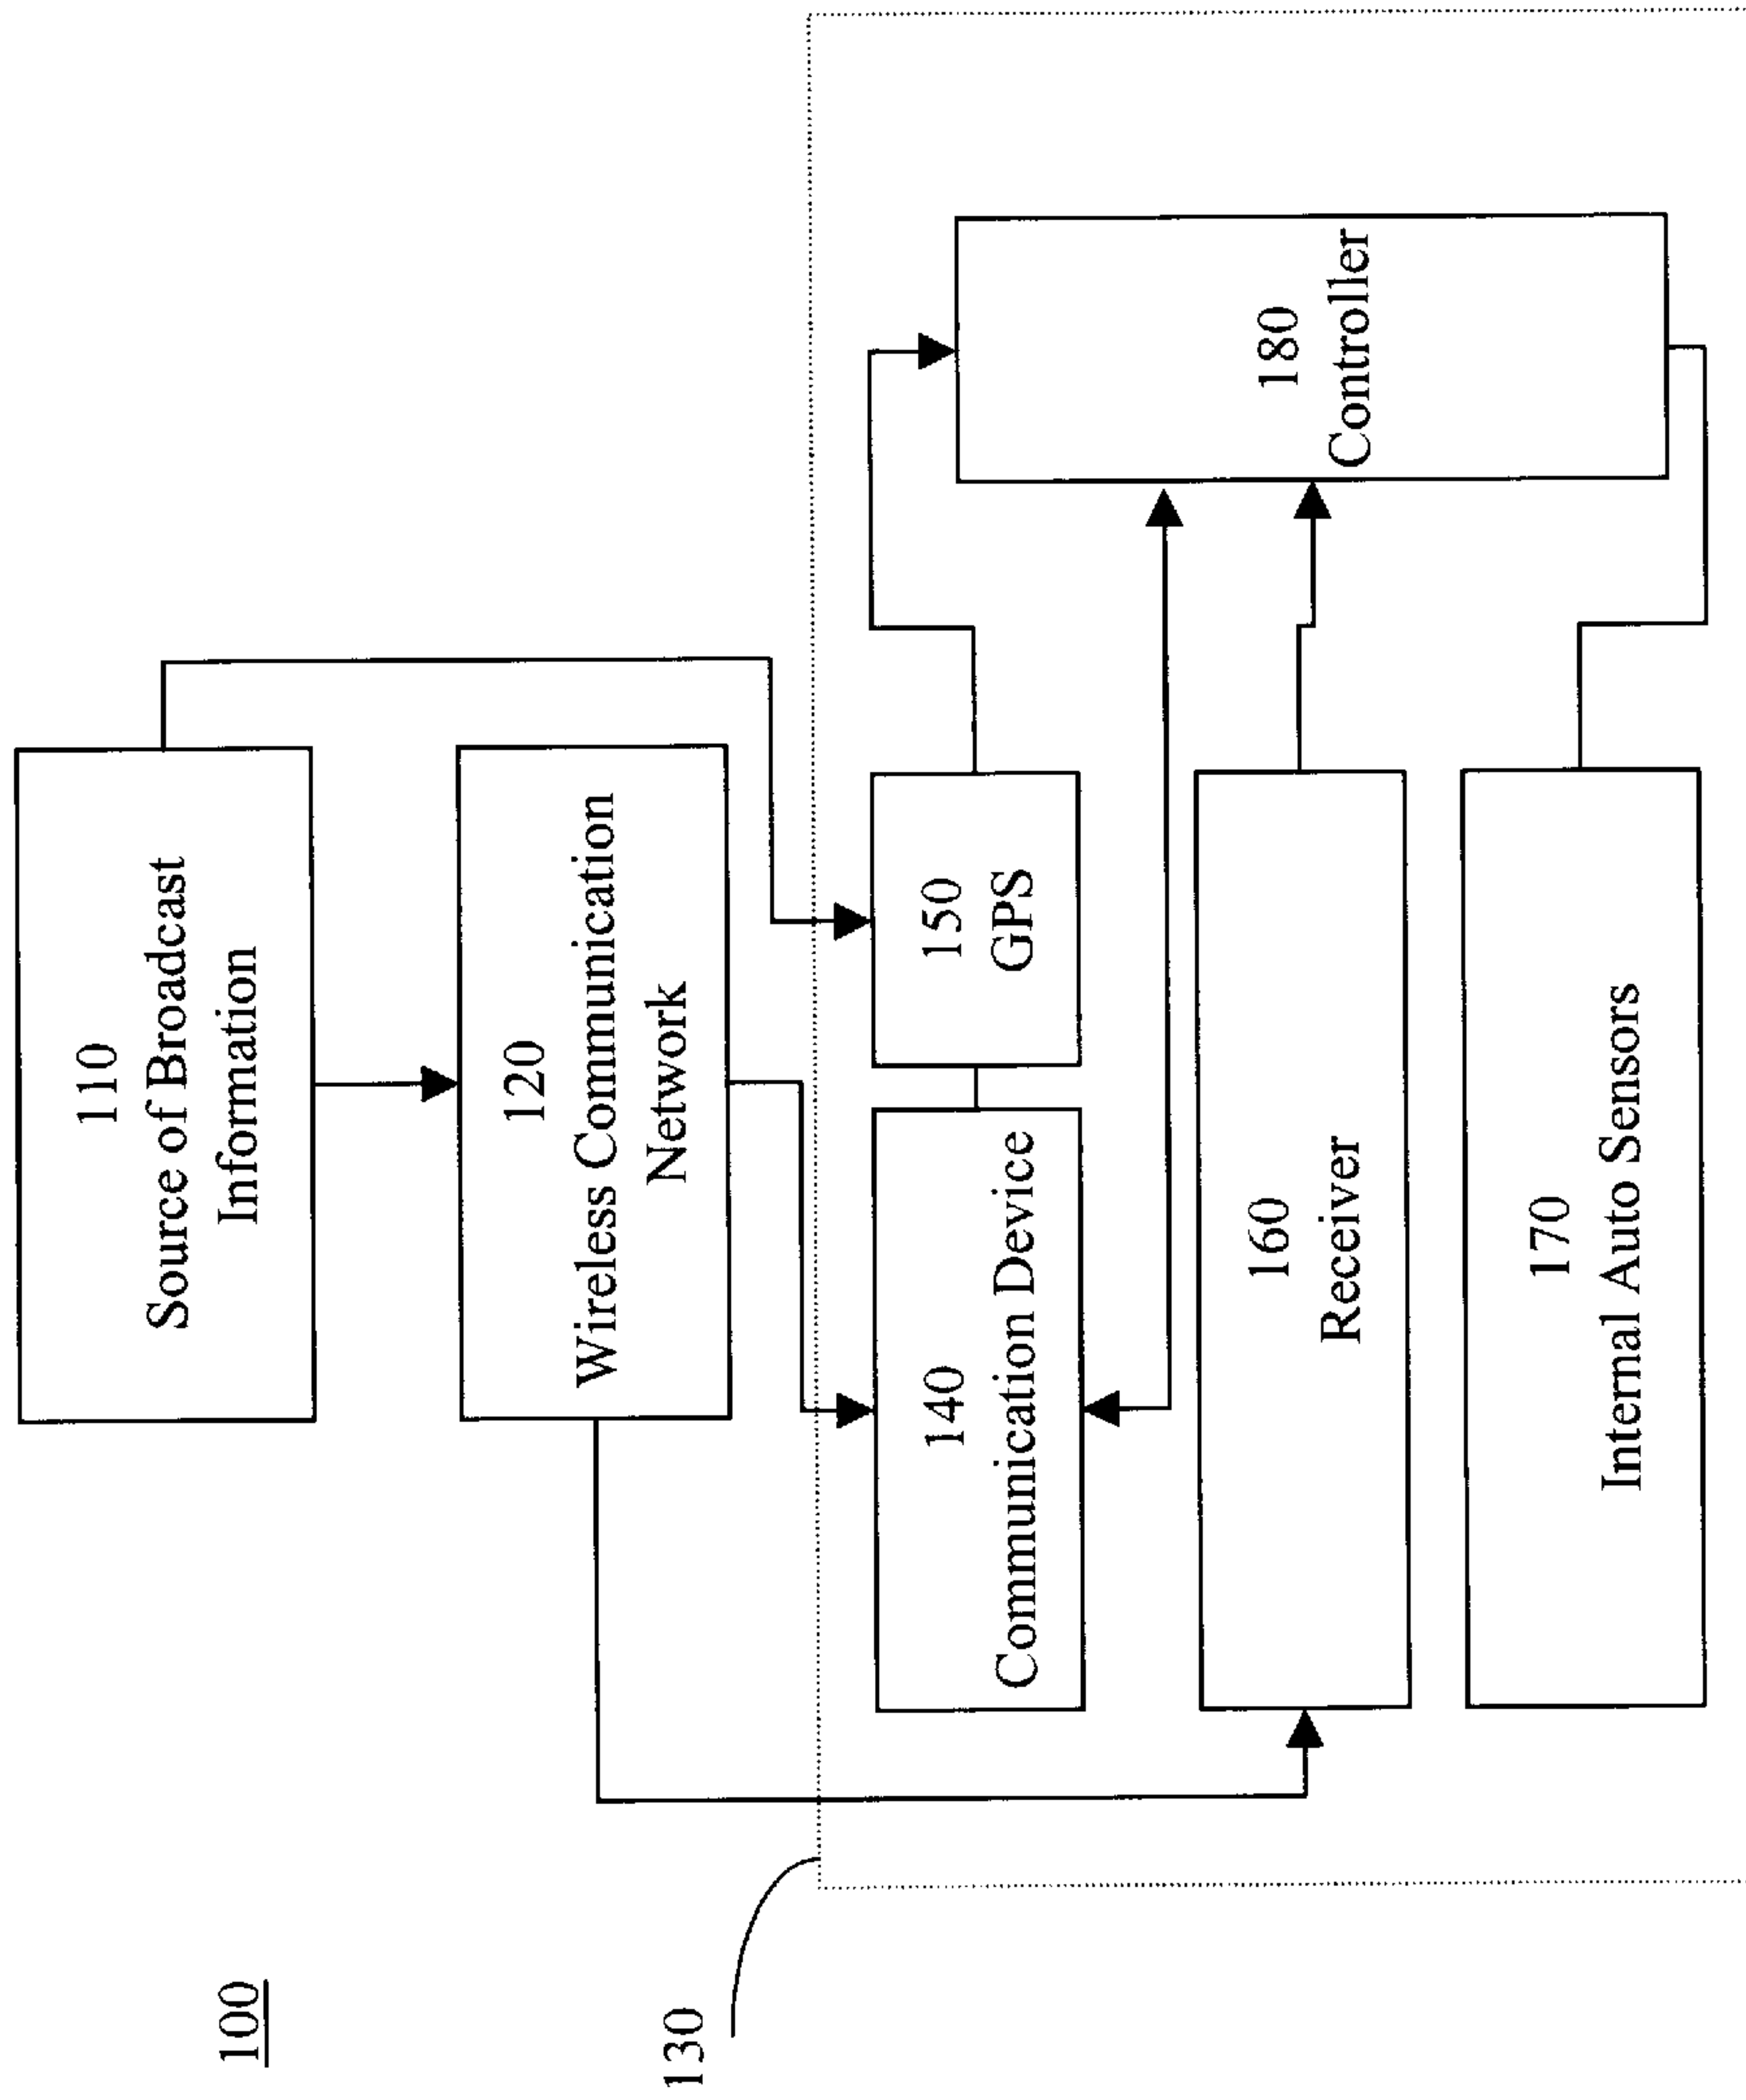 100
110
Source of Broadcast
Information
120
Wireless Communication
Network
130
140
Communication Device
150
GPS
160
Receiver
170
Internal Auto Sensors
180
Controller